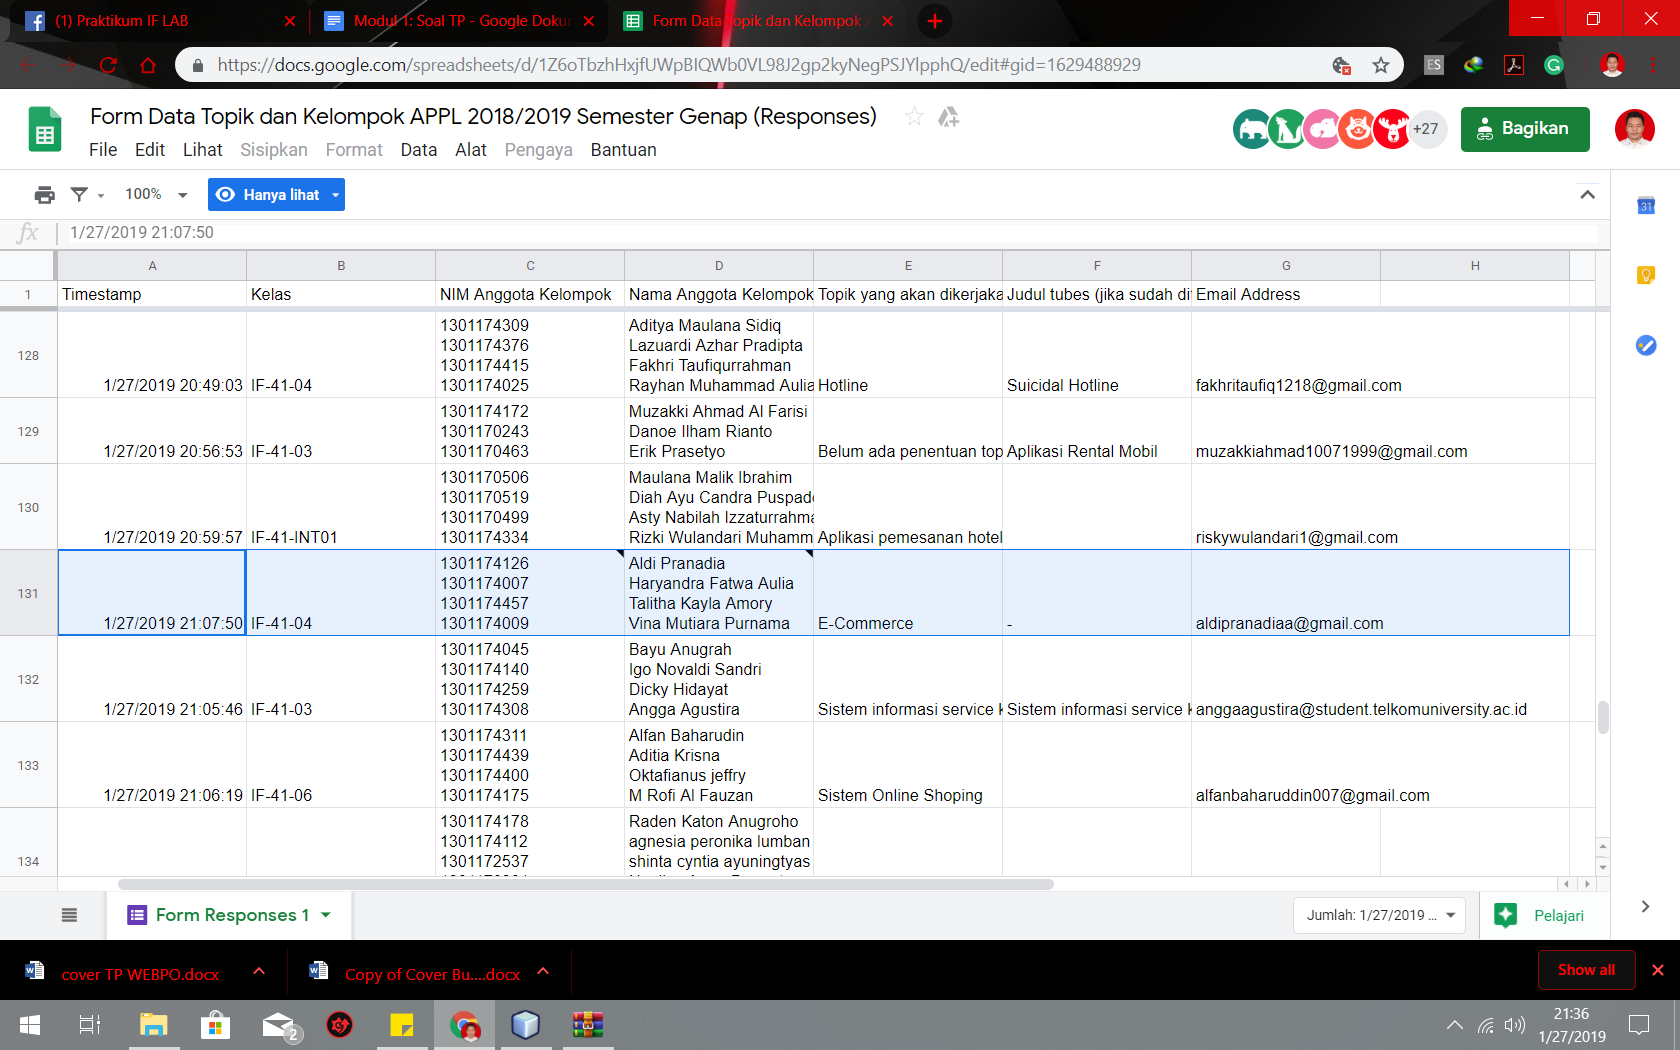 (1) Praktikum IF LAB
Modul 1: Soal TP - Google Dokun
Form Data Topik dan Kelompok A
https://docs.google.com/spreadsheets/d/1Z6oTbzhHxjfUWpBIQWb0VL98J2gp2kyNegPSJYlpphQ/edit#gid=1629488929
ES
Form Data Topik dan Kelompok APPL 2018/2019 Semester Genap (Responses)
+27
Bagikan
File Edit Lihat Sisipkan Format Data Alat Pengaya Bantuan
100%
Hanya lihat
31
fx 1/27/2019 21:07:50
A B C D E F G H
1 Timestamp Kelas NIM Anggota Kelompok Nama Anggota Kelompok Topik yang akan dikerjaka Judul tubes (jika sudah di Email Address
1301174309 Aditya Maulana Sidiq
128 1301174376 Lazuardi Azhar Pradipta
1301174415 Fakhri Taufiqurrahman
1/27/2019 20:49:03 IF-41-04 1301174025 Rayhan Muhammad Aulia Hotline Suicidal Hotline fakhritaufiq1218@gmail.com
1301174172 Muzakki Ahmad Al Farisi
129 1301170243 Danoe Ilham Rianto
1/27/2019 20:56:53 IF-41-03 1301170463 Erik Prasetyo Belum ada penentuan top Aplikasi Rental Mobil muzakkiahmad10071999@gmail.com
1301170506 Maulana Malik Ibrahim
130 1301170519 Diah Ayu Candra Puspad
1301170499 Asty Nabilah Izzaturrahma
1/27/2019 20:59:57 IF-41-INT01 1301174334 Rizki Wulandari Muhamm Aplikasi pemesanan hotel riskywulandari1@gmail.com
1301174126 Aldi Pranadia
131 1301174007 Haryandra Fatwa Aulia
1301174457 Talitha Kayla Amory
1/27/2019 21:07:50 IF-41-04 1301174009 Vina Mutiara Purnama E-Commerce - aldipranadiaa@gmail.com
1301174045 Bayu Anugrah
132 1301174140 Igo Novaldi Sandri
1301174259 Dicky Hidayat
1/27/2019 21:05:46 IF-41-03 1301174308 Angga Agustira Sistem informasi service k Sistem informasi service k anggaagustira@student.telkomuniversity.ac.id
1301174311 Alfan Baharudin
133 1301174439 Aditia Krisna
1301174400 Oktafianus jeffry
1/27/2019 21:06:19 IF-41-06 1301174175 M Rofi Al Fauzan Sistem Online Shoping alfanbaharuddin007@gmail.com
1301174178 Raden Katon Anugroho
1301174112 agnesia peronika lumban
134 1301172537 shinta cyntia ayuningtyas
Form Responses 1
Jumlah: 1/27/2019 ...
Pelajari
cover TP WEBPO.docx
Copy of Cover Bu....docx
Show all
2
21:36
1/27/2019